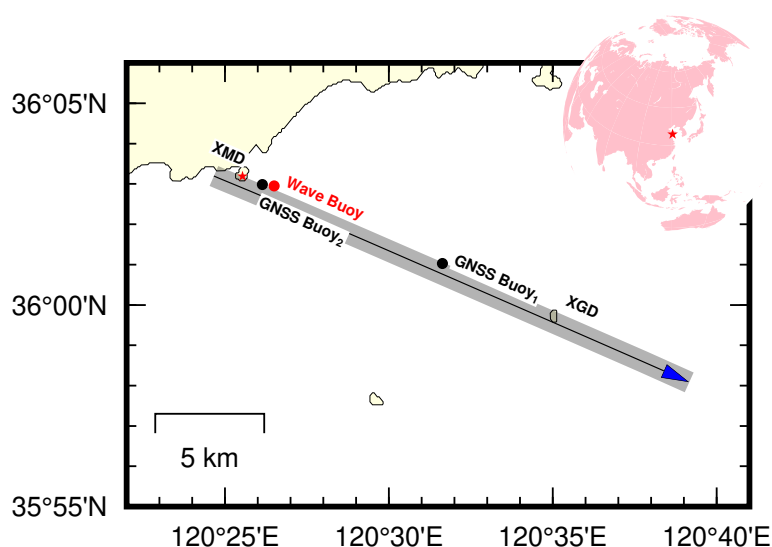 36°05'N
XMD
Wave Buoy
GNSS Buoy₂
GNSS Buoy₁
XGD
36°00'N
5 km
35°55'N
120°25'E
120°30'E
120°35'E
120°40'E